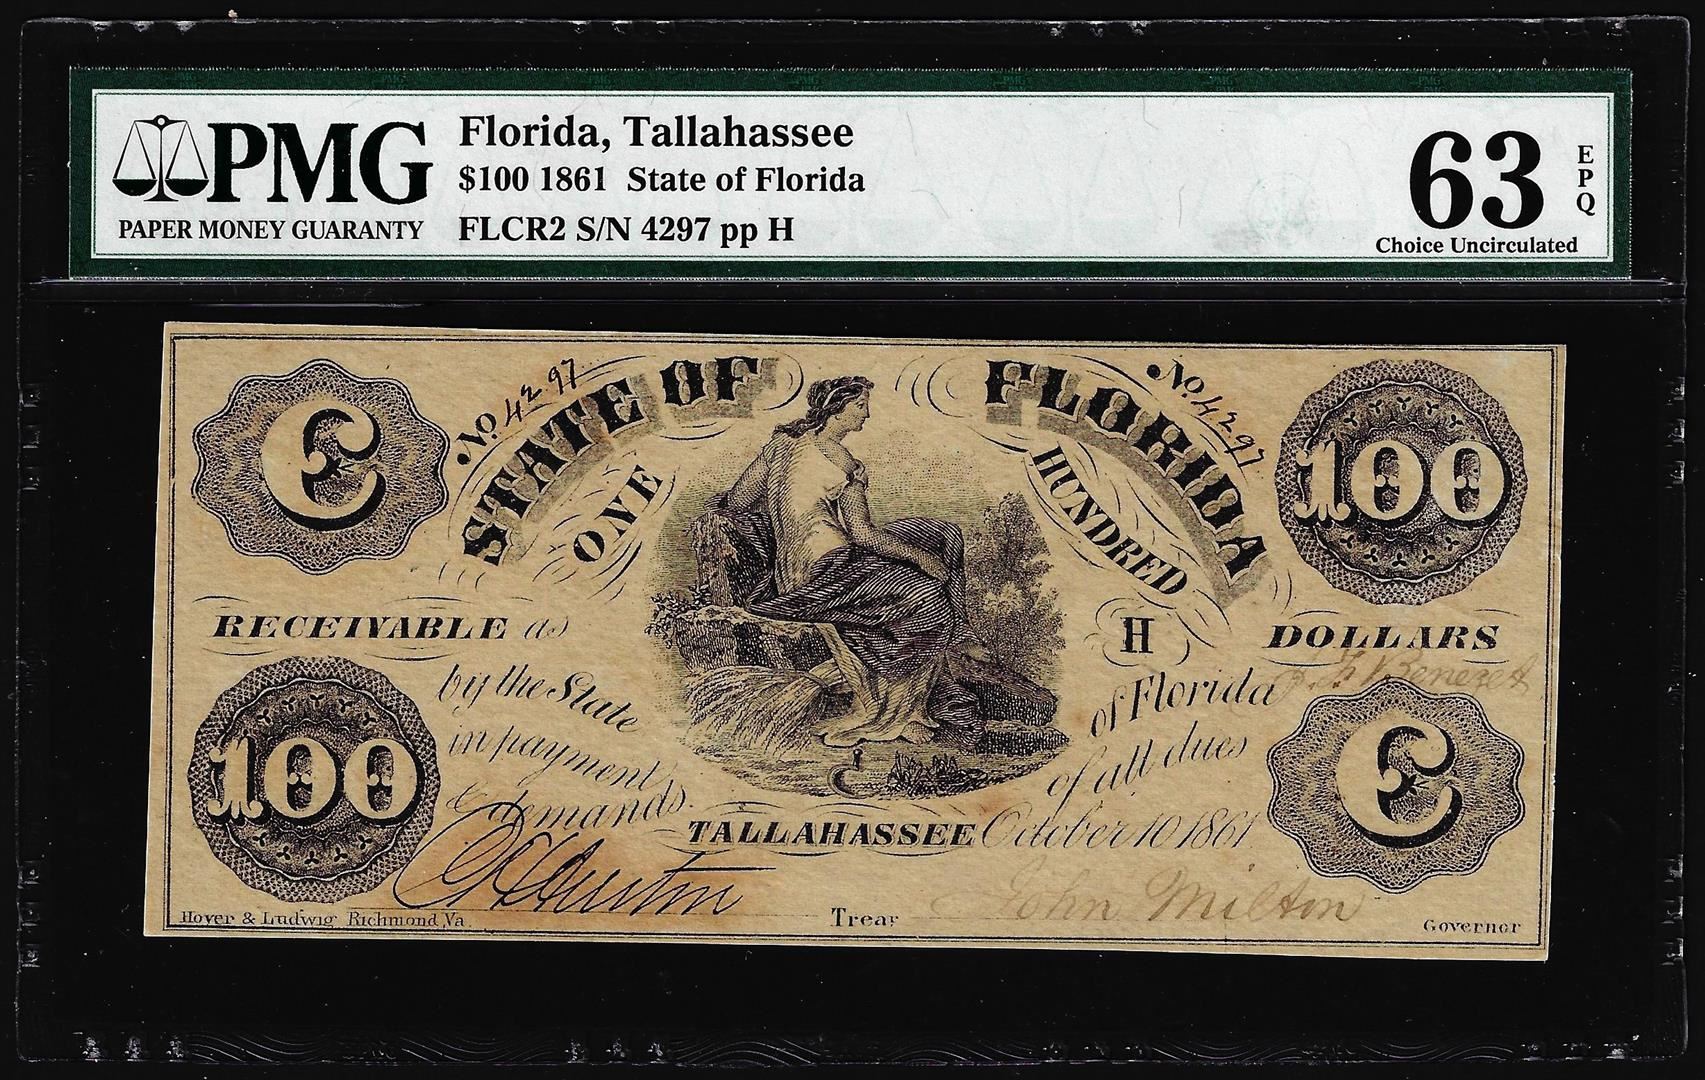 PMG
PAPER MONEY GUARANTY
Florida, Tallahassee
$100 1861 State of Florida
FLCR2 S/N 4297 pp H
63
EPQ
Choice Uncirculated
No. 4297
STATE OF FLORIDA
No. 4297
C
100
ONE HUNDRED
RECEIVABLE as H DOLLARS
by the State of Florida
in payment of all dues
& demands.
100
C
C
TALLAHASSEE October 10 1861
John Milton
Hoyer & Ludwig Richmond, Va. Trear Governor